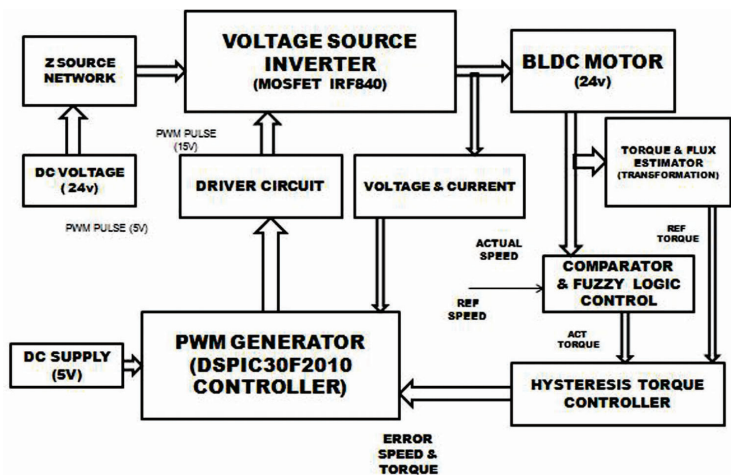 Z SOURCE
NETWORK
VOLTAGE SOURCE
INVERTER
(MOSFET IRF840)
BLDC MOTOR
(24v)
PWM PULSE
(15V)
TORQUE & FLUX
ESTIMATOR
(TRANSFORMATION)
DC VOLTAGE
(24v)
DRIVER CIRCUIT
VOLTAGE & CURRENT
PWM PULSE (5V)
ACTUAL
SPEED
REF
TORQUE
COMPARATOR
& FUZZY LOGIC
CONTROL
REF
SPEED
PWM GENERATOR
(DSPIC30F2010
CONTROLLER)
ACT
TORQUE
DC SUPPLY
(5V)
HYSTERESIS TORQUE
CONTROLLER
ERROR
SPEED &
TORQUE